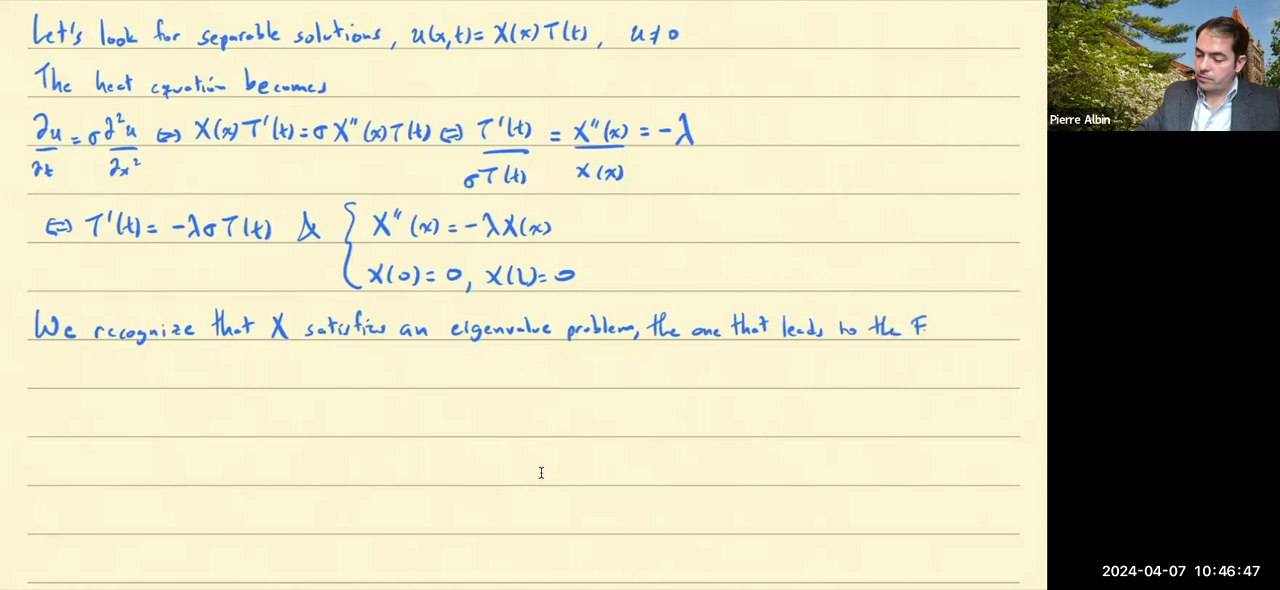 Let's look for separable solutions, u(x,t) = X(x)T(t), u≠0
The heat equation becomes
∂u/∂t = σ ∂²u/∂x² ⇔ X(x)T'(t) = σX''(x)T(t) ⇔ T'(t)/σT(t) = X''(x)/X(x) = -λ
⇔ T'(t) = -λσT(t) & { X''(x) = -λX(x)
X(0) = 0, X(L) = 0
We recognize that X satisfies an eigenvalue problem, the one that leads to the F
Pierre Albin
2024-04-07 10:46:47